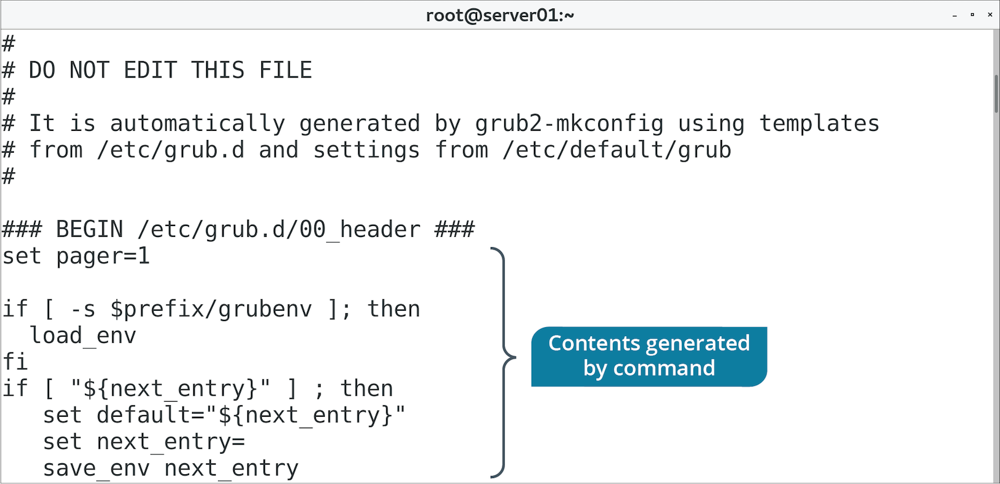 root@server01:~
#
# DO NOT EDIT THIS FILE
#
# It is automatically generated by grub2-mkconfig using templates
# from /etc/grub.d and settings from /etc/default/grub
#
### BEGIN /etc/grub.d/00_header ###
set pager=1
if [ -s $prefix/grubenv ]; then
  load_env
fi
if [ "${next_entry}" ] ; then
   set default="${next_entry}"
   set next_entry=
   save_env next_entry
Contents generated
by command